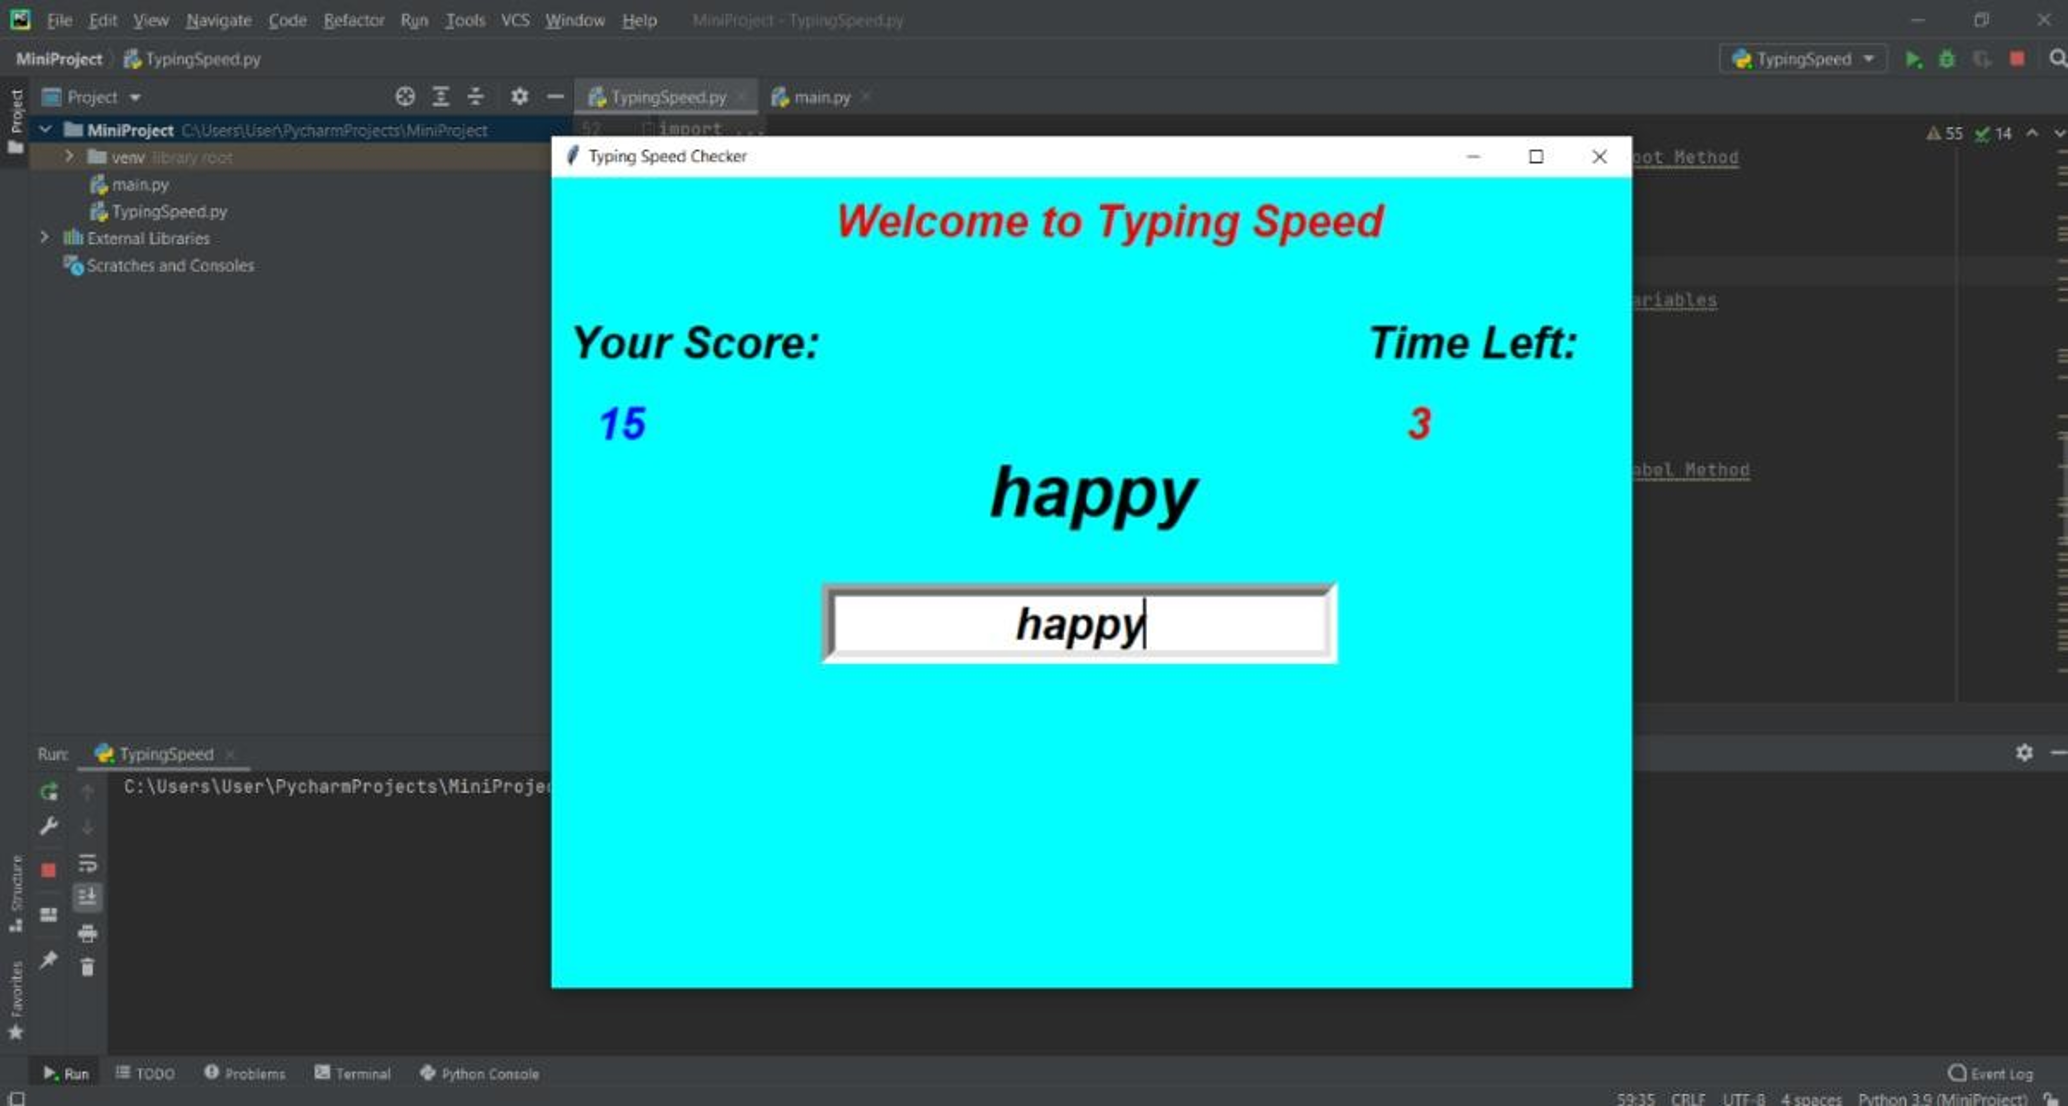 File Edit View Navigate Code Refactor Run Tools VCS Window Help MiniProject - TypingSpeed.py
MiniProject TypingSpeed.py TypingSpeed
Project
Project TypingSpeed.py main.py
MiniProject C:\Users\User\PycharmProjects\MiniProject
52 import ...
55 14
venv library root
main.py
TypingSpeed.py
External Libraries
Scratches and Consoles
Typing Speed Checker
Welcome to Typing Speed
Your Score: Time Left:
15 3
happy
happy
Method
Method
Run: TypingSpeed
C:\Users\User\PycharmProjects\MiniProjec
Structure
Favorites
Run TODO Problems Terminal Python Console Event Log
59:35 CRLF UTF-8 4 spaces Python 3.9 (MiniProject)